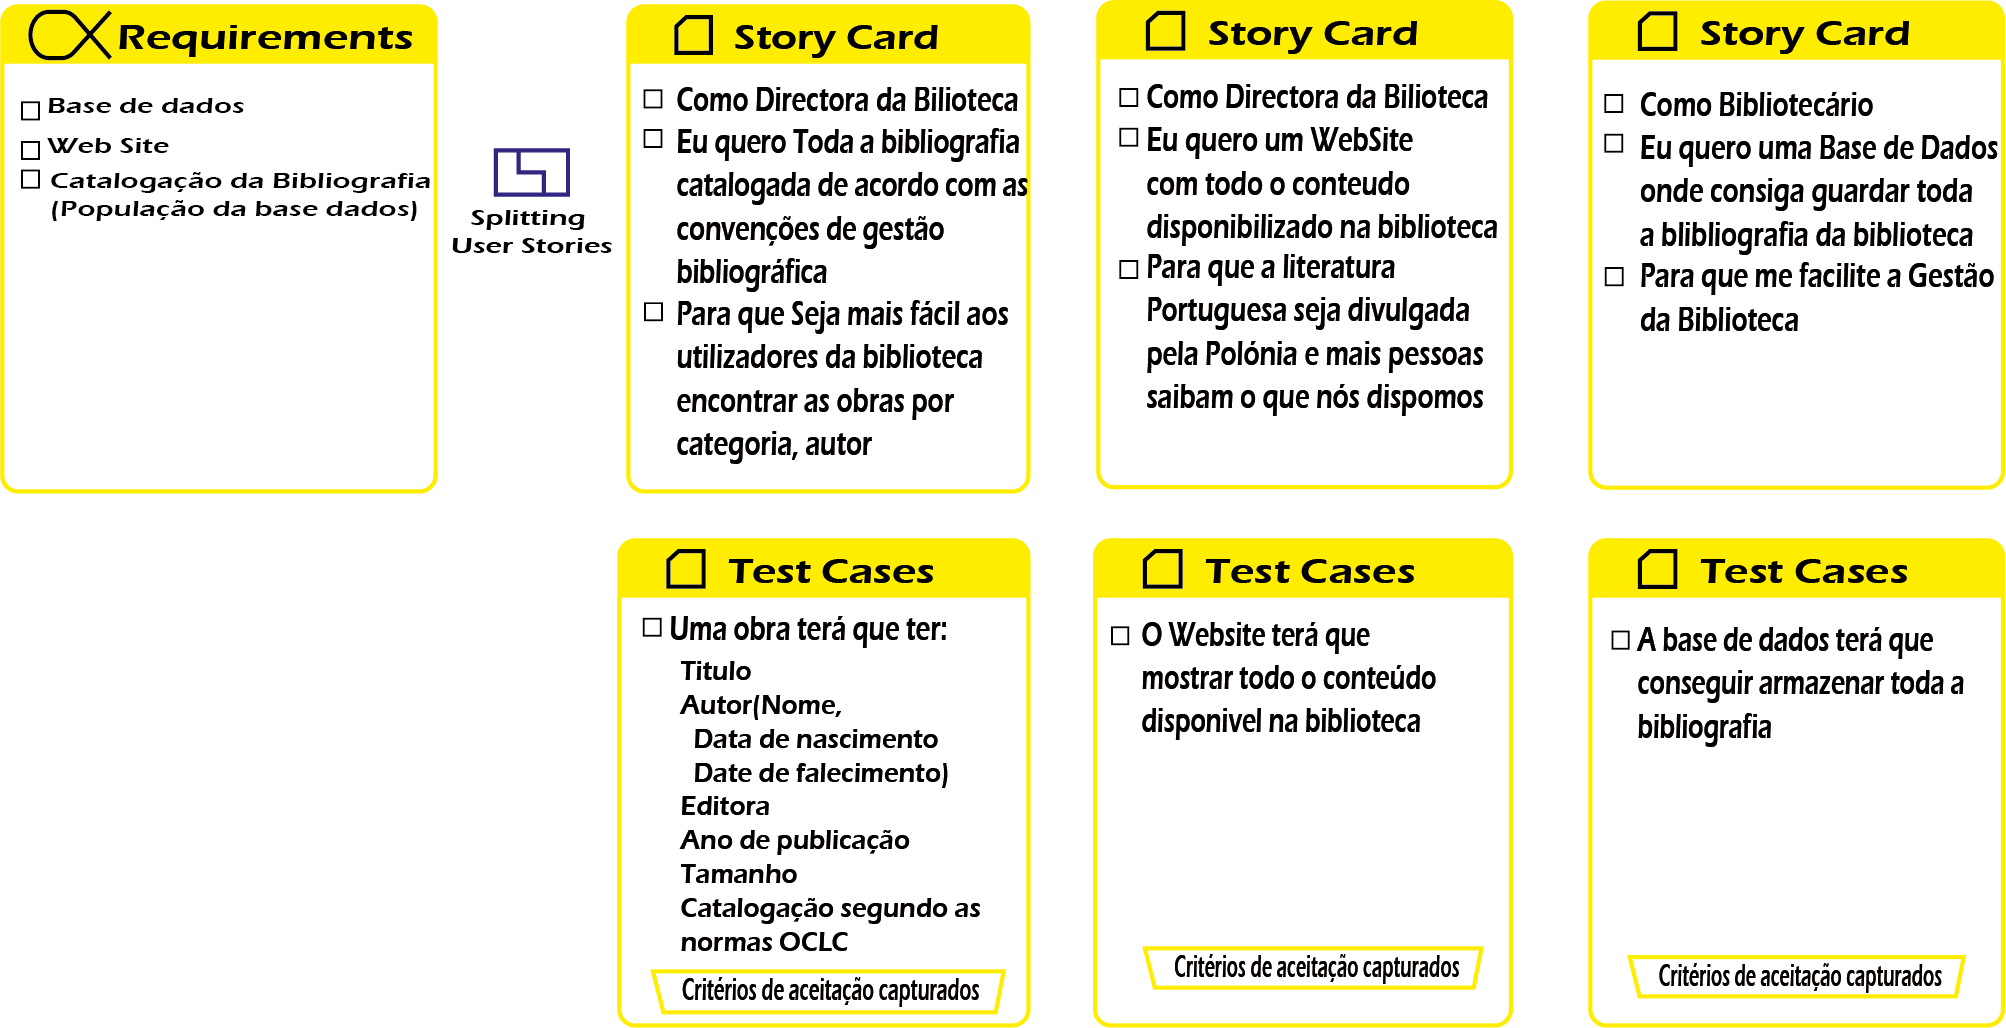 Requirements
Base de dados
Web Site
Catalogação da Bibliografia
(População da base dados)
Splitting
User Stories
Story Card
Como Directora da Bilioteca
Eu quero Toda a bibliografia
catalogada de acordo com as
convenções de gestão
bibliográfica
Para que Seja mais fácil aos
utilizadores da biblioteca
encontrar as obras por
categoria, autor
Story Card
Como Directora da Bilioteca
Eu quero um WebSite
com todo o conteudo
disponibilizado na biblioteca
Para que a literatura
Portuguesa seja divulgada
pela Polónia e mais pessoas
saibam o que nós dispomos
Story Card
Como Bibliotecário
Eu quero uma Base de Dados
onde consiga guardar toda
a blibliografia da biblioteca
Para que me facilite a Gestão
da Biblioteca
Test Cases
Uma obra terá que ter:
Titulo
Autor(Nome,
Data de nascimento
Date de falecimento)
Editora
Ano de publicação
Tamanho
Catalogação segundo as
normas OCLC
Critérios de aceitação capturados
Test Cases
O Website terá que
mostrar todo o conteúdo
disponivel na biblioteca
Critérios de aceitação capturados
Test Cases
A base de dados terá que
conseguir armazenar toda a
bibliografia
Critérios de aceitação capturados